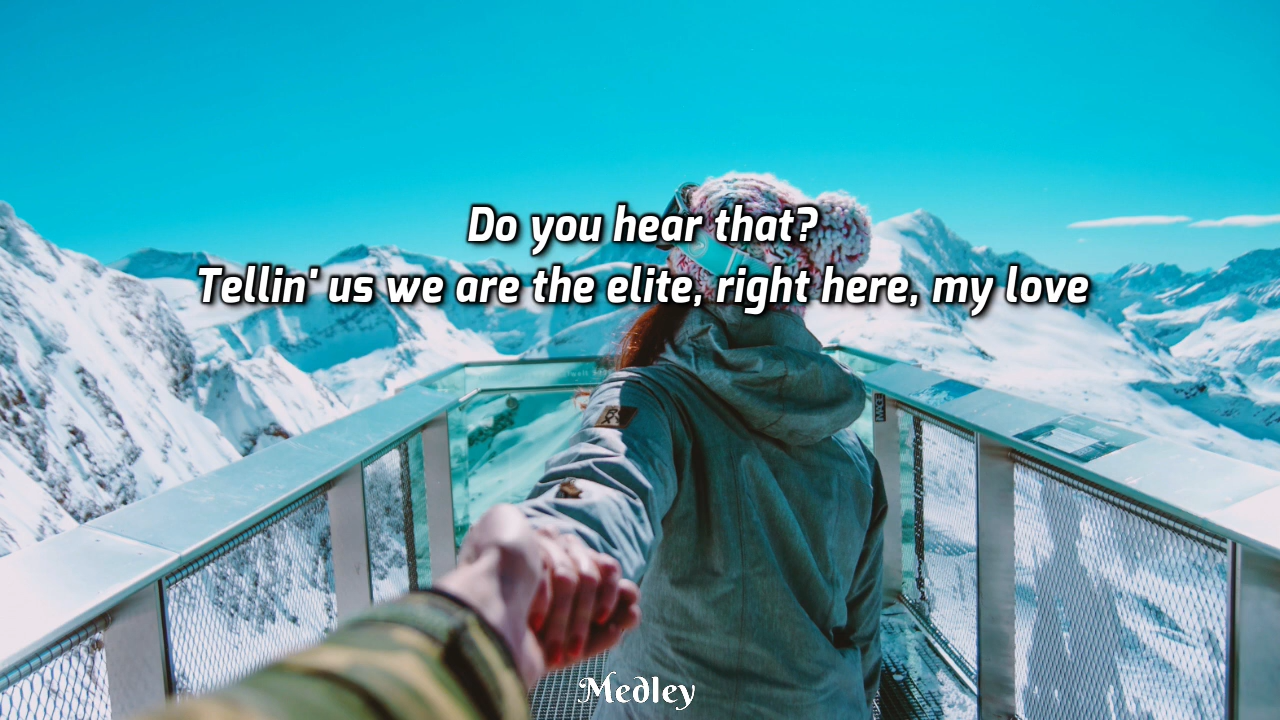 Do you hear that?
Tellin' us we are the elite, right here, my love
Medley